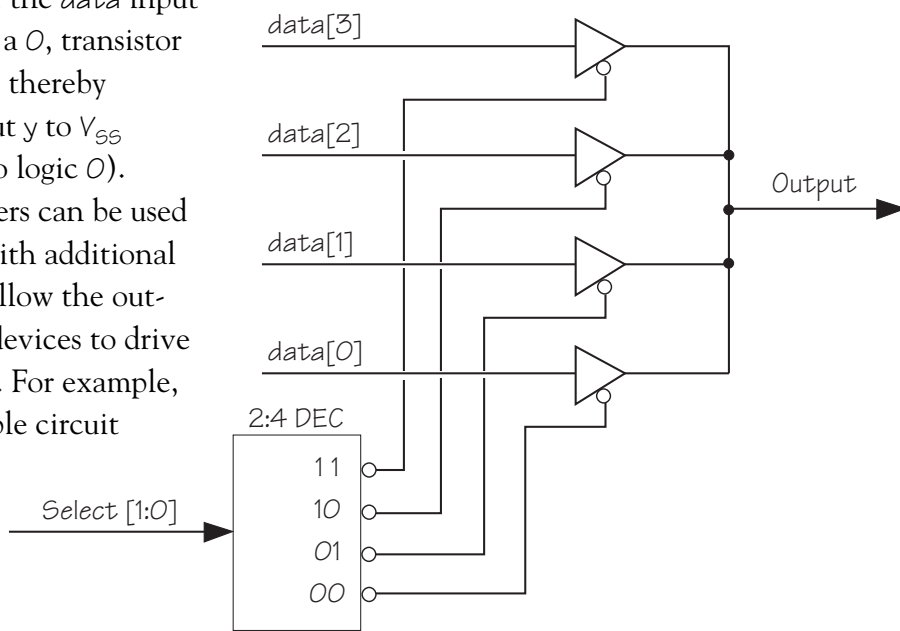 the data input
a 0, transistor
thereby
ut y to VSS
o logic 0).
ers can be used
ith additional
llow the out-
devices to drive
. For example,
ple circuit
data[3]
data[2]
data[1]
data[0]
Output
2:4 DEC
11
10
01
00
Select [1:0]